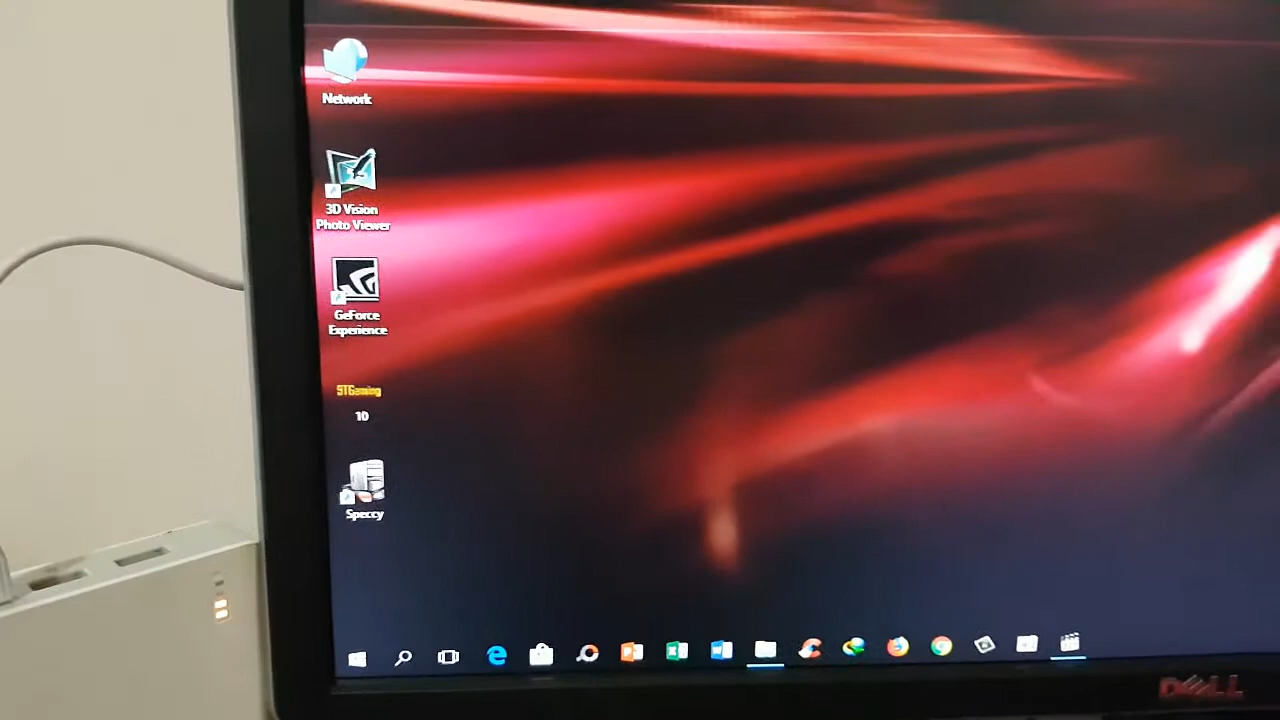 Network
3D Vision
Photo Viewer
GeForce
Experience
STGaming
10
Speccy
DELL